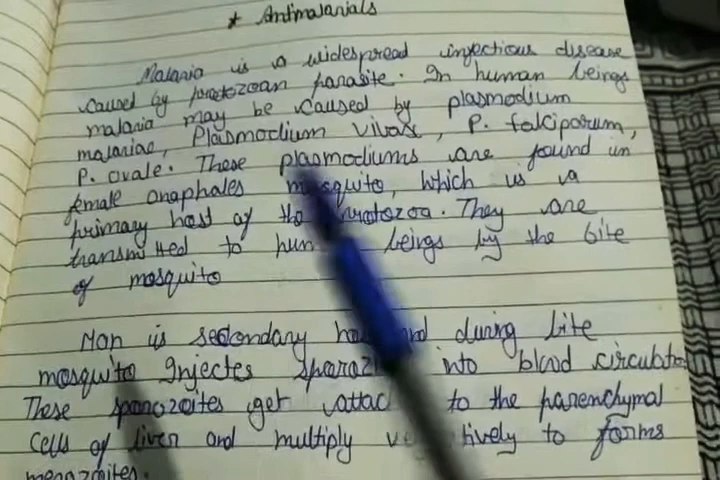 * Antimalarials
Malaria is a widespread infectious disease
caused by protozoan parasite. In human beings
malaria may be caused by plasmodium
malariae, Plasmodium vivax, P. falciparum,
P. ovale. These plasmodiums are found in
female anaphales mosquito, which is a
primary host of the protozoa. They are
transmitted to beings by the bite
of mosquito
Man is secondary and during bite
mosquito Injectes into blood
These sporozoites get to the parenchymal
cells of liver and multiply to forms
merozoites.